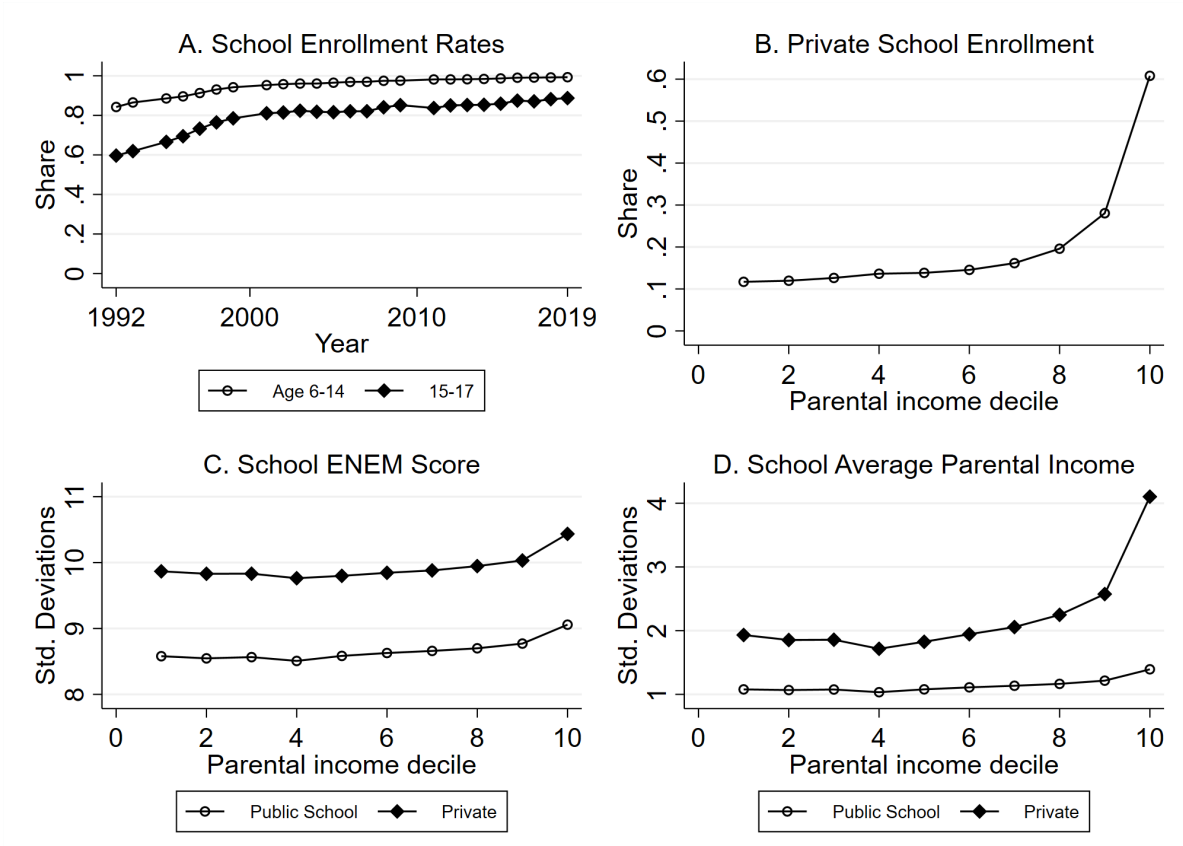 A. School Enrollment Rates
Share
1
.8
.6
.4
.2
0
1992 2000 2010 2019
Year
Age 6-14 15-17
B. Private School Enrollment
Share
.6
.5
.4
.3
.2
.1
0
0 2 4 6 8 10
Parental income decile
C. School ENEM Score
Std. Deviations
11
10
9
8
0 2 4 6 8 10
Parental income decile
Public School Private
D. School Average Parental Income
Std. Deviations
4
3
2
1
0 2 4 6 8 10
Parental income decile
Public School Private